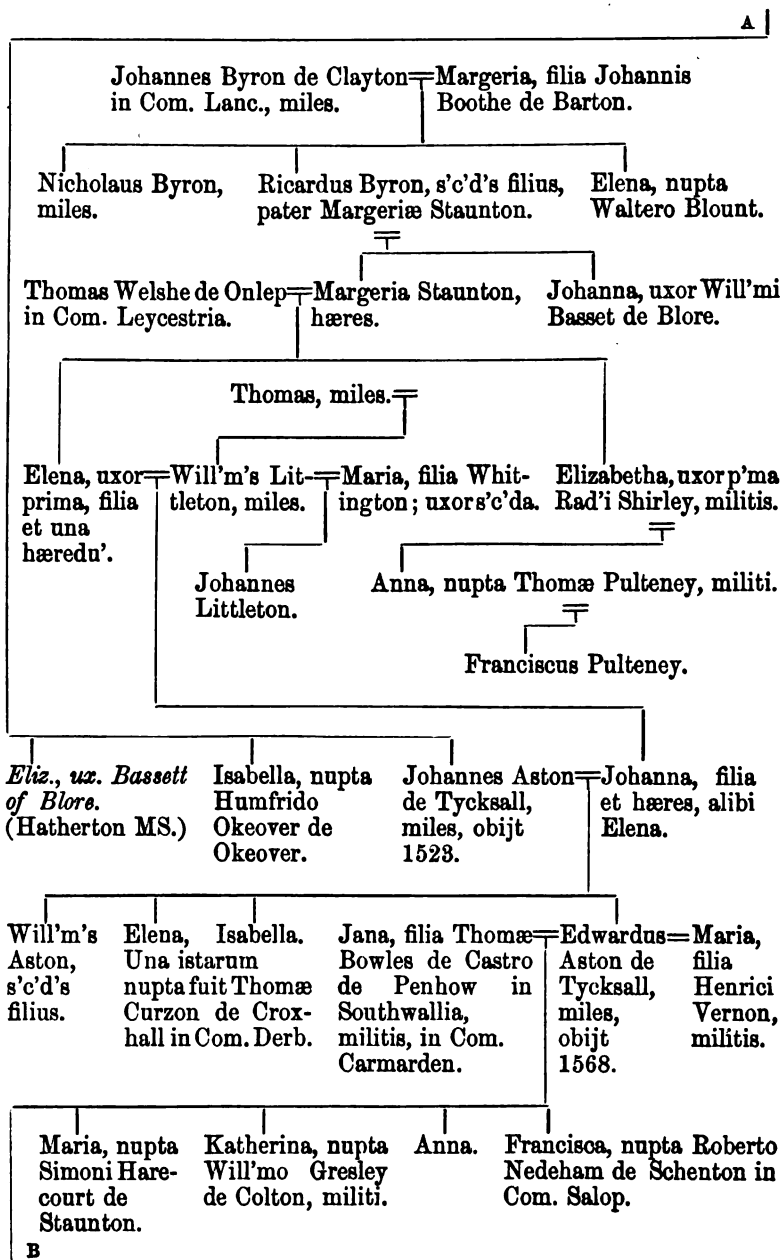 A
Johannes Byron de Clayton=Margeria, filia Johannis
in Com. Lanc., miles. Boothe de Barton.
Nicholaus Byron,
miles.
Ricardus Byron, s'c'd's filius,
pater Margeriæ Staunton.
Elena, nupta
Waltero Blount.
Thomas Welshe de Onlep=Margeria Staunton,
in Com. Leycestria. hæres.
Johanna, uxor Will'mi
Basset de Blore.
Thomas, miles.=
Elena, uxor
prima, filia
et una
hæredu'.
=Will'm's Lit-
tleton, miles.
=Maria, filia Whit-
ington; uxor s'c'da.
Elizabetha, uxor p'ma
Rad'i Shirley, militis.
Johannes
Littleton.
Anna, nupta Thomæ Pulteney, militi.
Franciscus Pulteney.
Eliz., ux. Bassett
of Blore.
(Hatherton MS.)
Isabella, nupta
Humfrido
Okeover de
Okeover.
Johannes Aston=
de Tycksall,
miles, obijt
1523.
Johanna, filia
et hæres, alibi
Elena.
Will'm's
Aston,
s'c'd's
filius.
Elena, Isabella.
Una istarum
nupta fuit Thomæ
Curzon de Crox-
hall in Com. Derb.
Jana, filia Thomæ=
Bowles de Castro
de Penhow in
Southwallia,
militis, in Com.
Carmarden.
Edwardus=
Aston de
Tycksall,
miles,
obijt
1568.
Maria,
filia
Henrici
Vernon,
militis.
Maria, nupta
Simoni Hare-
court de
Staunton.
Katherina, nupta
Will'mo Gresley
de Colton, militi.
Anna.
Francisca, nupta Roberto
Nedeham de Schenton in
Com. Salop.
B